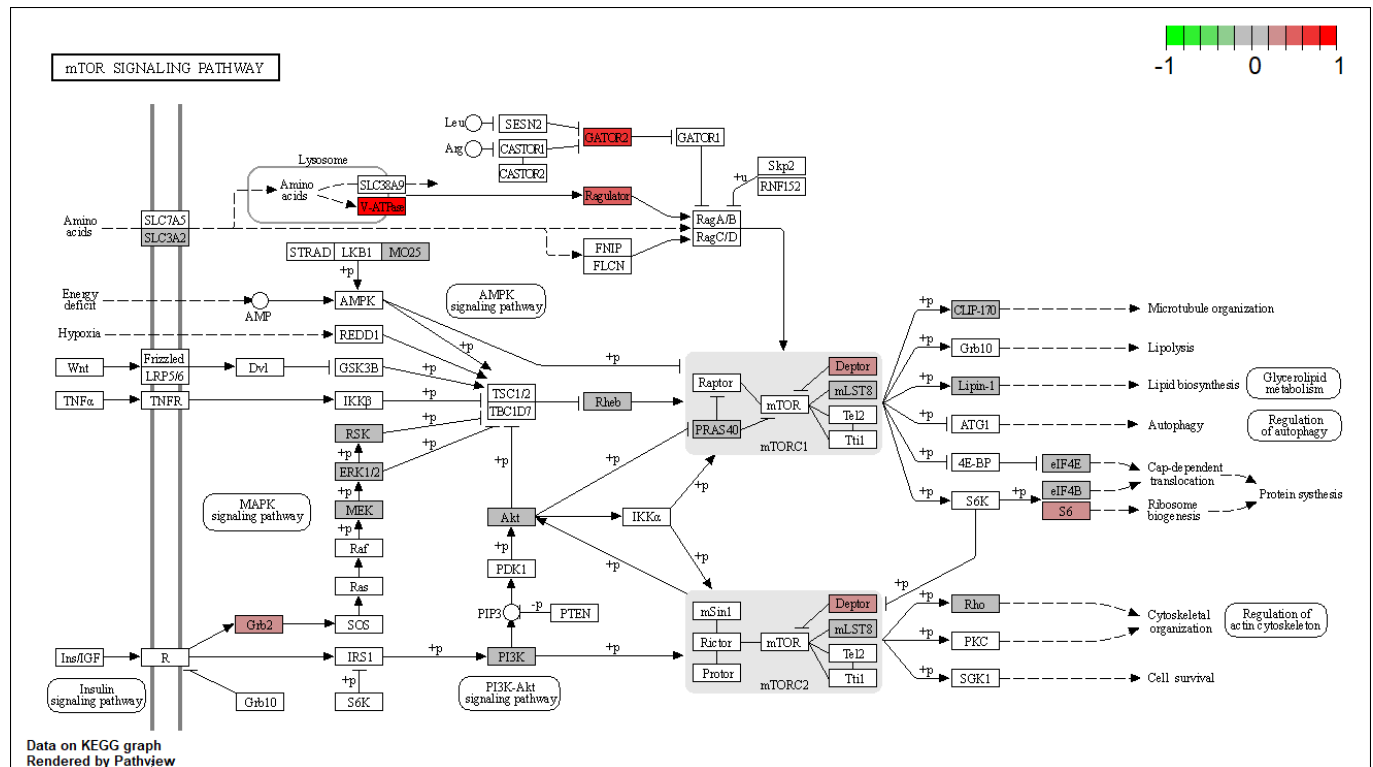 -1 0 1
mTOR SIGNALING PATHWAY
Leu
SESN2
GATOR2
GATOR1
Arg
CASTOR1
CASTOR2
Skp2
RNF152
+u
Lysosome
Amino
acids
SLC38A9
V-ATPase
Ragulator
Amino
acids
SLC7A5
SLC3A2
RagA/B
RagC/D
FNIP
FLCN
STRAD LKB1 MO25
+p
Energy
deficit
AMP
AMPK
AMPK
signaling pathway
+p
+p
Hypoxia
REDD1
Wnt
Frizzled
LRP5/6
Dvl
GSK3B
+p
TNFα
TNFR
IKKβ
+p
TSC1/2
TBC1D7
Rheb
+p
Raptor
mTOR
Deptor
mLST8
Tel2
Tti1
PRAS40
mTORC1
+p
CLIP-170
Microtubule organization
+p
Grb10
Lipolysis
+p
Lipin-1
Lipid biosynthesis
Glycerolipid
metabolism
+p
ATG1
Autophagy
Regulation
of autophagy
+p
4E-BP
eIF4E
Cap-dependent
translocation
+p
S6K
+p
eIF4B
S6
Ribosome
biogenesis
Protein systhesis
RSK
+p
+p
ERK1/2
+p
+p
MEK
MAPK
signaling pathway
Raf
Ras
SOS
Grb2
Akt
IKKα
+p
+p
+p
+p
+p
PDK1
PIP3
-p
PTEN
+p
mSin1
Rictor
Protor
mTOR
Deptor
mLST8
Tel2
Tti1
mTORC2
+p
Rho
Cytoskeletal
organization
Regulation of
actin cytoskeleton
PKC
SGK1
Cell survival
Ins/IGF
R
IRS1
+p
PI3K
+p
Insulin
signaling pathway
Grb10
+p
S6K
PI3K-Akt
signaling pathway
Data on KEGG graph
Rendered by Pathview